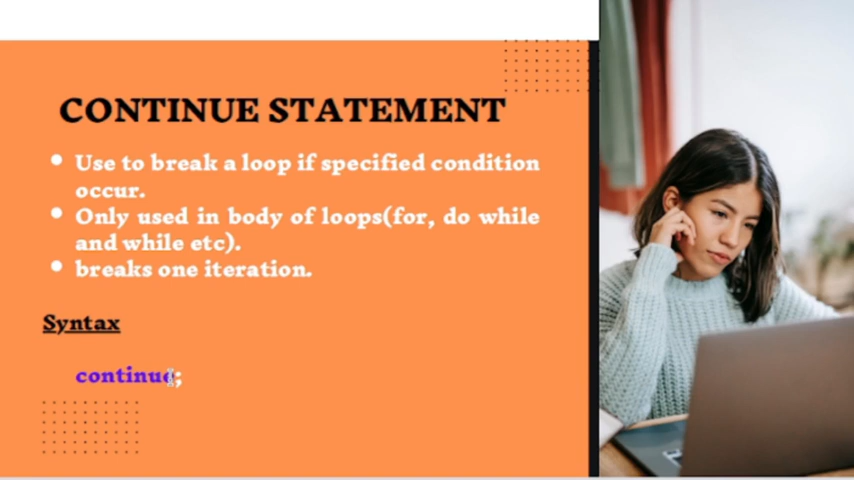 CONTINUE STATEMENT
Use to break a loop if specified condition
occur.
Only used in body of loops(for, do while
and while etc).
breaks one iteration.
Syntax
continue;